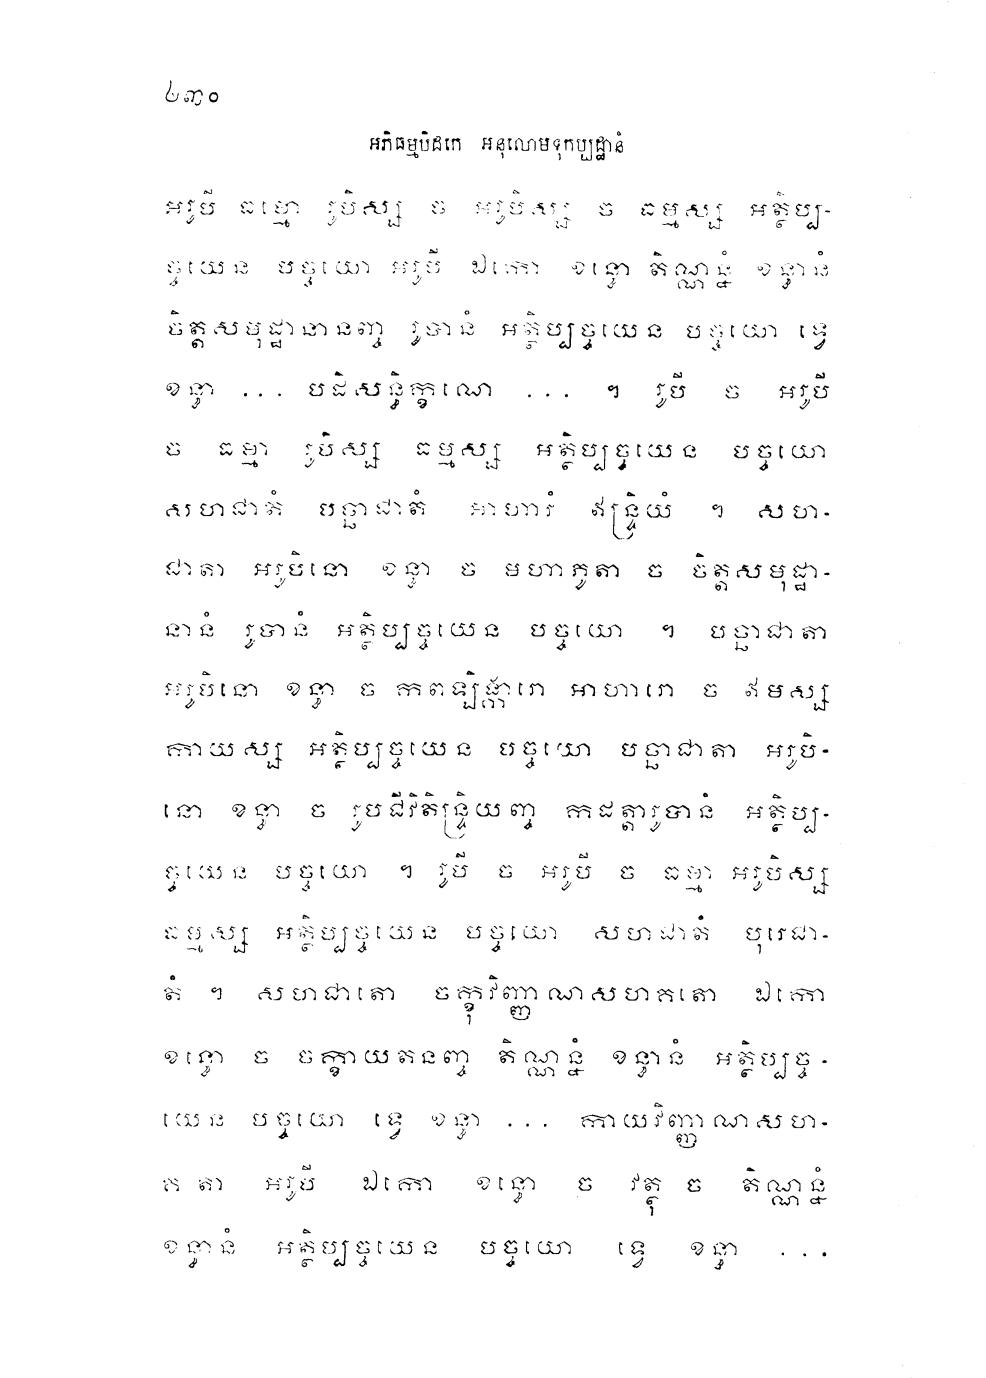 ៤៣០
អភិធម្មបិដកេ អនុលោមទុកប្បដ្ឋានំ
អរូបី ធម្មោ រូបិស្ស ច អរូបិស្ស ច ធម្មស្ស អត្ថិប្ប-
ច្ចយេន បច្ចយោ អរូបី ឯកោ ខន្ធោ តិណ្ណន្នំ ខន្ធានំ
ចិត្តសមុដ្ឋានានញ្ច រូបានំ អត្ថិប្បច្ចយេន បច្ចយោ ទ្វេ
ខន្ធា ... បដិសន្ធិក្ខណេ ... ។ រូបី ច អរូបី
ច ធម្មា រូបិស្ស ធម្មស្ស អត្ថិប្បច្ចយេន បច្ចយោ
សហជាតំ បច្ឆាជាតំ អាហារំ ឥន្ទ្រិយំ ។ សហ-
ជាតា អរូបិនោ ខន្ធា ច មហាភូតា ច ចិត្តសមុដ្ឋា-
នានំ រូបានំ អត្ថិប្បច្ចយេន បច្ចយោ ។ បច្ឆាជាតា
អរូបិនោ ខន្ធា ច កពឡិង្ការោ អាហារោ ច ឥមស្ស
កាយស្ស អត្ថិប្បច្ចយេន បច្ចយោ បច្ឆាជាតា អរូបិ-
នោ ខន្ធា ច រូបជីវិតិន្ទ្រិយញ្ច កដត្តារូបានំ អត្ថិប្ប-
ច្ចយេន បច្ចយោ ។ រូបី ច អរូបី ច ធម្មា អរូបិស្ស
ធម្មស្ស អត្ថិប្បច្ចយេន បច្ចយោ សហជាតំ បុរេជា-
តំ ។ សហជាតោ ចក្ខុវិញ្ញាណសហគតោ ឯកោ
ខន្ធោ ច ចក្ខាយតនញ្ច តិណ្ណន្នំ ខន្ធានំ អត្ថិប្បច្ច-
យេន បច្ចយោ ទ្វេ ខន្ធា ... កាយវិញ្ញាណសហ-
គតា អរូបី ឯកោ ខន្ធោ ច វត្ថុ ច តិណ្ណន្នំ
ខន្ធានំ អត្ថិប្បច្ចយេន បច្ចយោ ទ្វេ ខន្ធា ...